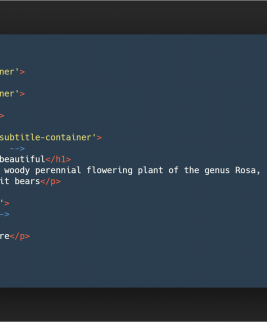 ner'>
ner'>
>
subtitle-container'>
-->
beautiful</h1>
woody perennial flowering plant of the genus Rosa,
it bears</p>
'>
->
re</p>